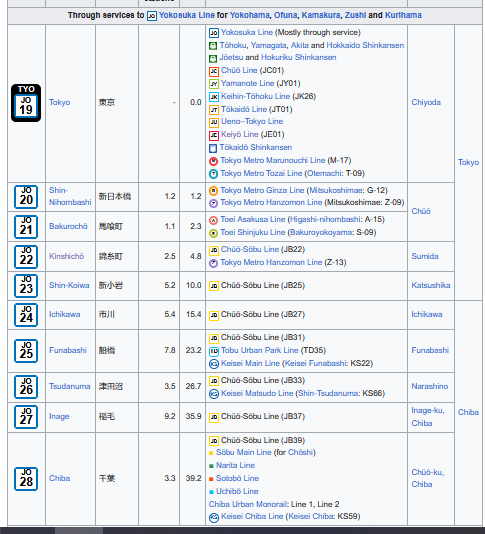 Through services to JO Yokosuka Line for Yokohama, Ofuna, Kamakura, Zushi and Kurihama
TYO JO 19 Tokyo 東京 - 0.0
JO Yokosuka Line (Mostly through service)
Tōhoku, Yamagata, Akita and Hokkaido Shinkansen
Jōetsu and Hokuriku Shinkansen
JC Chūō Line (JC01)
JY Yamanote Line (JY01)
JK Keihin-Tōhoku Line (JK26)
JT Tōkaidō Line (JT01)
JU Ueno–Tokyo Line
JE Keiyō Line (JE01)
Tōkaidō Shinkansen
M Tokyo Metro Marunouchi Line (M-17)
T Tokyo Metro Tozai Line (Otemachi: T-09)
Chiyoda
Tokyo
JO 20 Shin-Nihombashi 新日本橋 1.2 1.2
G Tokyo Metro Ginza Line (Mitsukoshimae: G-12)
Z Tokyo Metro Hanzomon Line (Mitsukoshimae: Z-09)
Chūō
JO 21 Bakurochō 馬喰町 1.1 2.3
A Toei Asakusa Line (Higashi-nihombashi: A-15)
S Toei Shinjuku Line (Bakuroyokoyama: S-09)
JO 22 Kinshichō 錦糸町 2.5 4.8
JB Chūō-Sōbu Line (JB22)
Z Tokyo Metro Hanzomon Line (Z-13)
Sumida
JO 23 Shin-Koiwa 新小岩 5.2 10.0 JB Chūō-Sōbu Line (JB25) Katsushika
JO 24 Ichikawa 市川 5.4 15.4 JB Chūō-Sōbu Line (JB27) Ichikawa
Chiba
JO 25 Funabashi 船橋 7.8 23.2
JB Chūō-Sōbu Line (JB31)
TD Tobu Urban Park Line (TD35)
KS Keisei Main Line (Keisei Funabashi: KS22)
Funabashi
JO 26 Tsudanuma 津田沼 3.5 26.7
JB Chūō-Sōbu Line (JB33)
KS Keisei Matsudo Line (Shin-Tsudanuma: KS66)
Narashino
JO 27 Inage 稲毛 9.2 35.9 JB Chūō-Sōbu Line (JB37) Inage-ku, Chiba
JO 28 Chiba 千葉 3.3 39.2
JB Chūō-Sōbu Line (JB39)
Sōbu Main Line (for Chōshi)
Narita Line
Sotobō Line
Uchibō Line
Chiba Urban Monorail: Line 1, Line 2
KS Keisei Chiba Line (Keisei Chiba: KS59)
Chūō-ku, Chiba